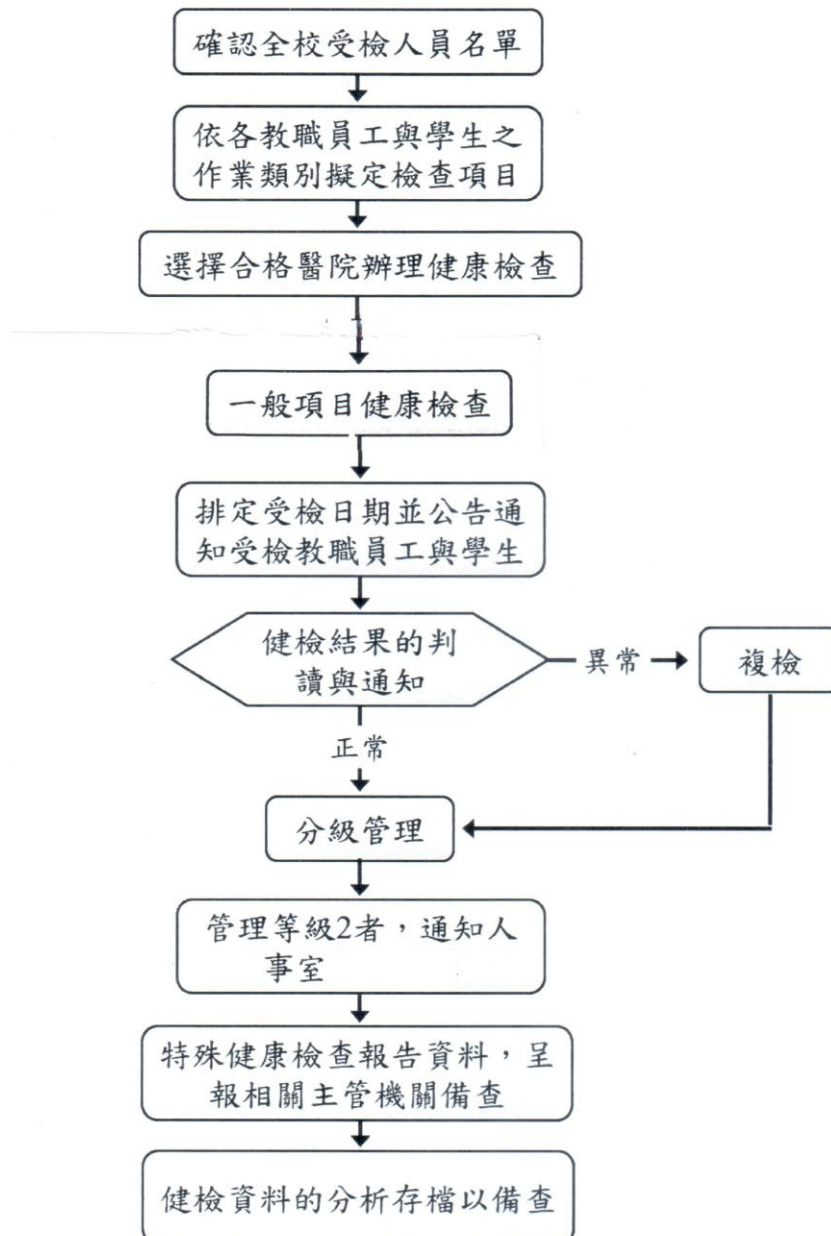 確認全校受檢人員名單
依各教職員工與學生之
作業類別擬定檢查項目
選擇合格醫院辦理健康檢查
一般項目健康檢查
排定受檢日期並公告通
知受檢教職員工與學生
健檢結果的判
讀與通知
異常
複檢
正常
分級管理
管理等級2者，通知人
事室
特殊健康檢查報告資料，呈
報相關主管機關備查
健檢資料的分析存檔以備查